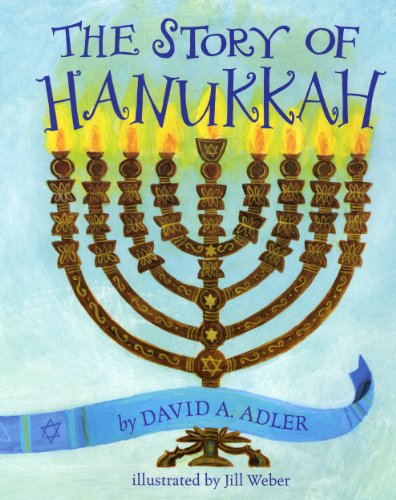 THE STORY OF
HANUKKAH
by DAVID A. ADLER
illustrated by Jill Weber